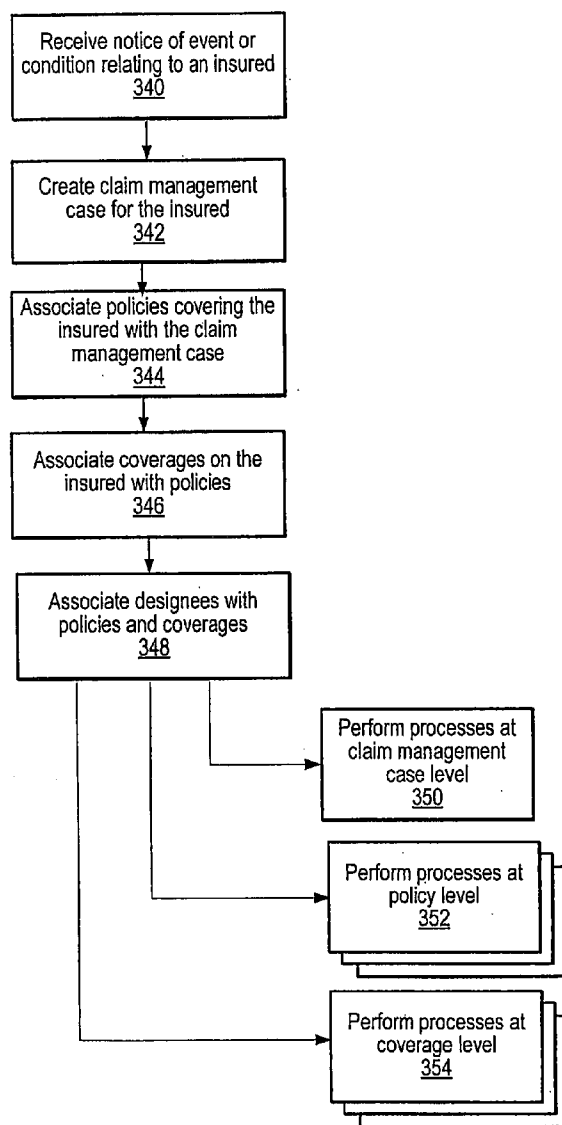 Receive notice of event or
condition relating to an insured
340
Create claim management
case for the insured
342
Associate policies covering the
insured with the claim
management case
344
Associate coverages on the
insured with policies
346
Associate designees with
policies and coverages
348
Perform processes at
claim management
case level
350
Perform processes at
policy level
352
Perform processes at
coverage level
354